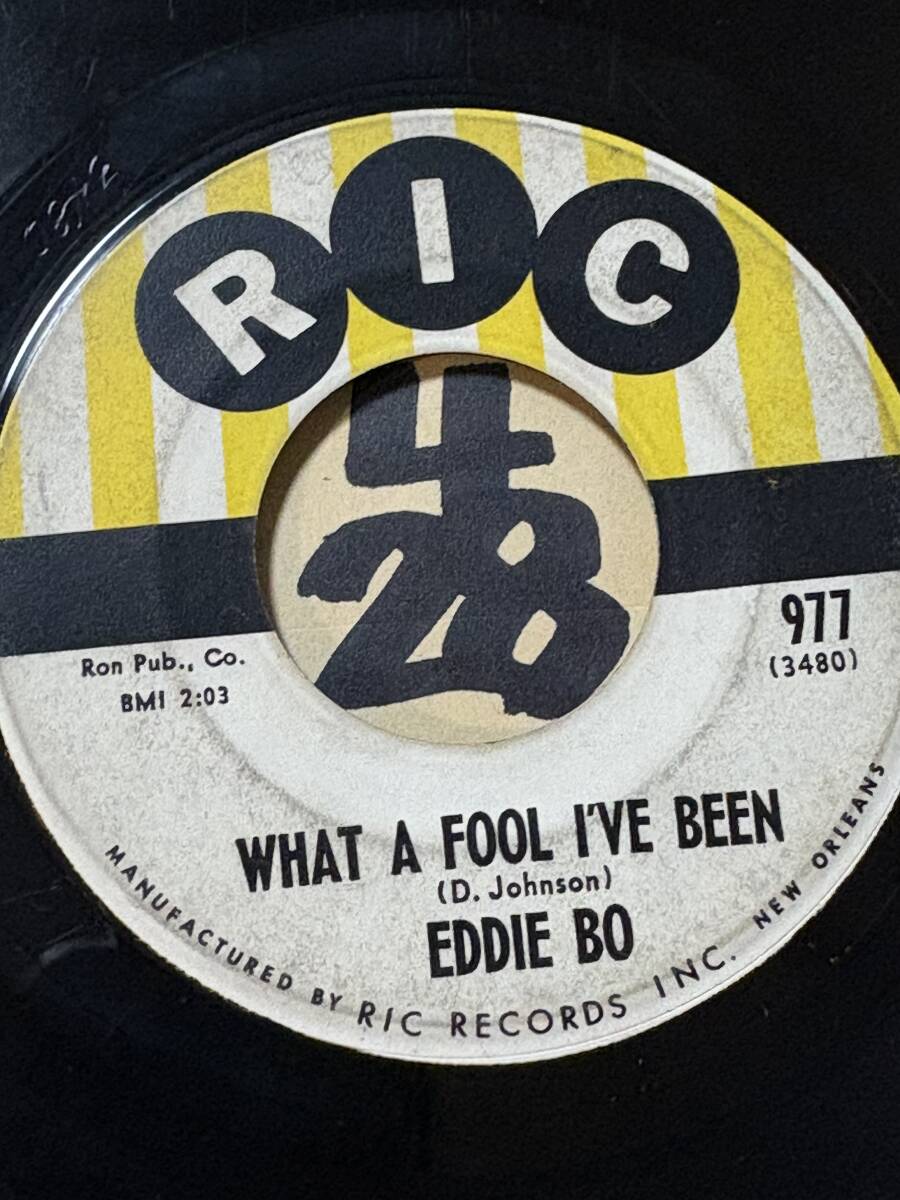 RIC
4
28
977
(3480)
Ron Pub., Co.
BMI 2:03
WHAT A FOOL I'VE BEEN
(D. Johnson)
EDDIE BO
MANUFACTURED BY RIC RECORDS INC. NEW ORLEANS